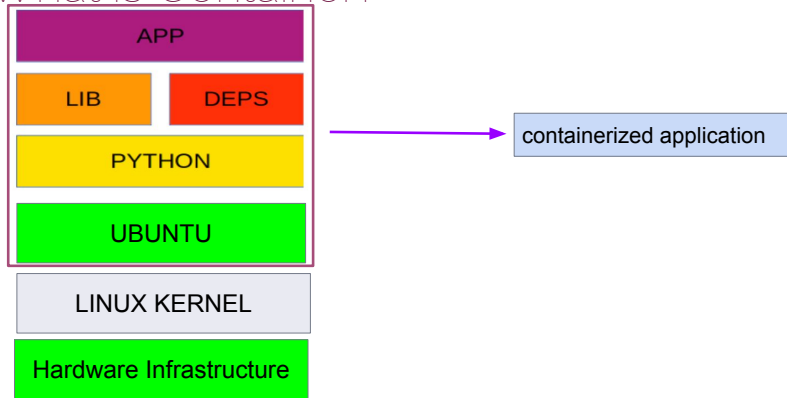 APP
LIB DEPS
PYTHON
containerized application
UBUNTU
LINUX KERNEL
Hardware Infrastructure